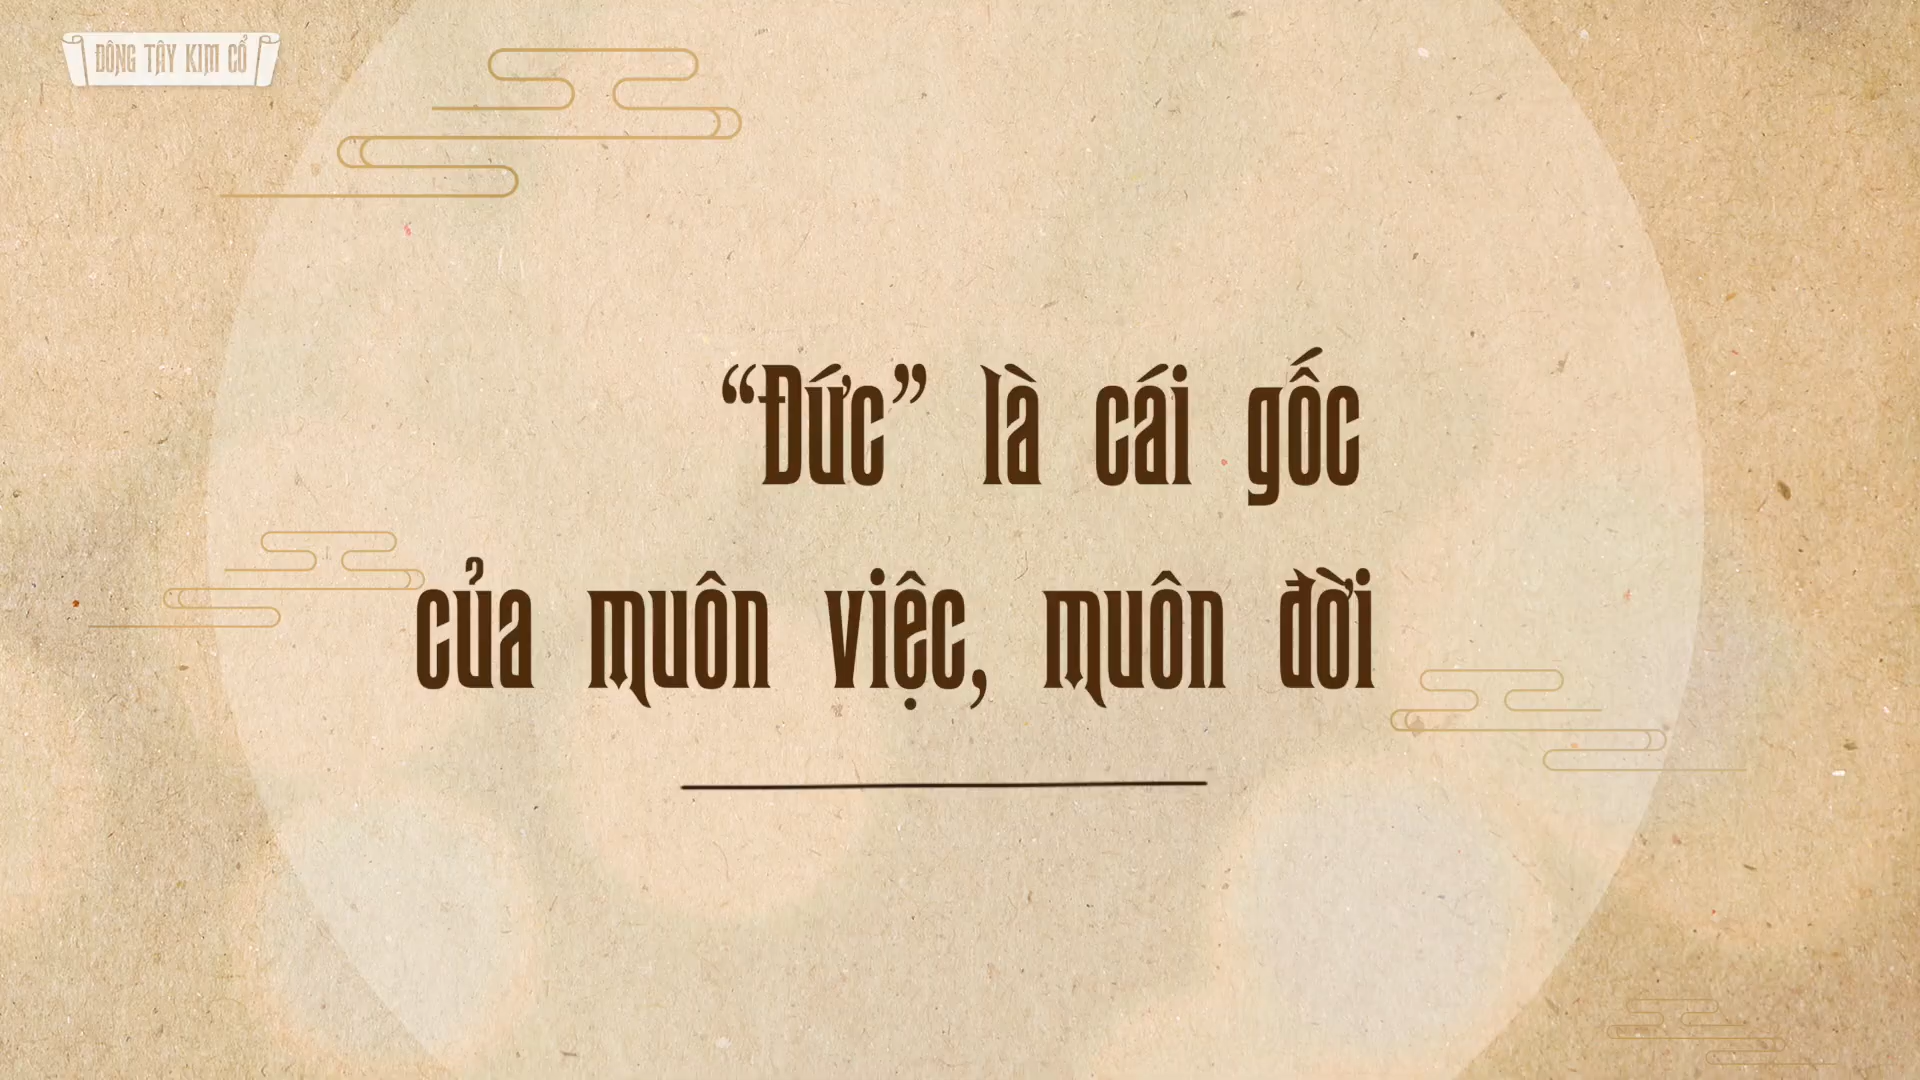 ĐÔNG TÂY KIM CỔ
“Đức” là cái gốc
của muôn việc, muôn đời